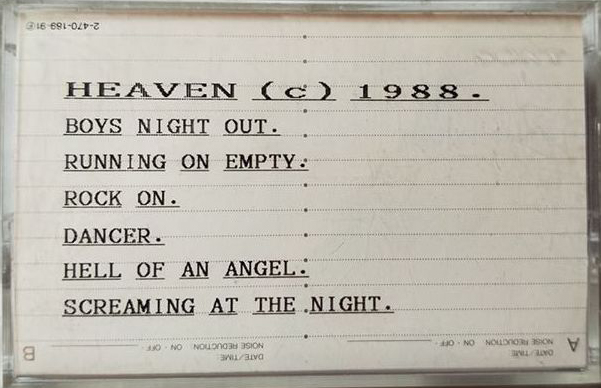 2-470-189-91 Ⓔ
HEAVEN (c) 1988.
BOYS NIGHT OUT.
RUNNING ON EMPTY.
ROCK ON.
DANCER.
HELL OF AN ANGEL.
SCREAMING AT THE NIGHT.
A
DATE/TIME:
NOISE REDUCTION ON · OFF ·
B
DATE/TIME:
NOISE REDUCTION ON · OFF ·